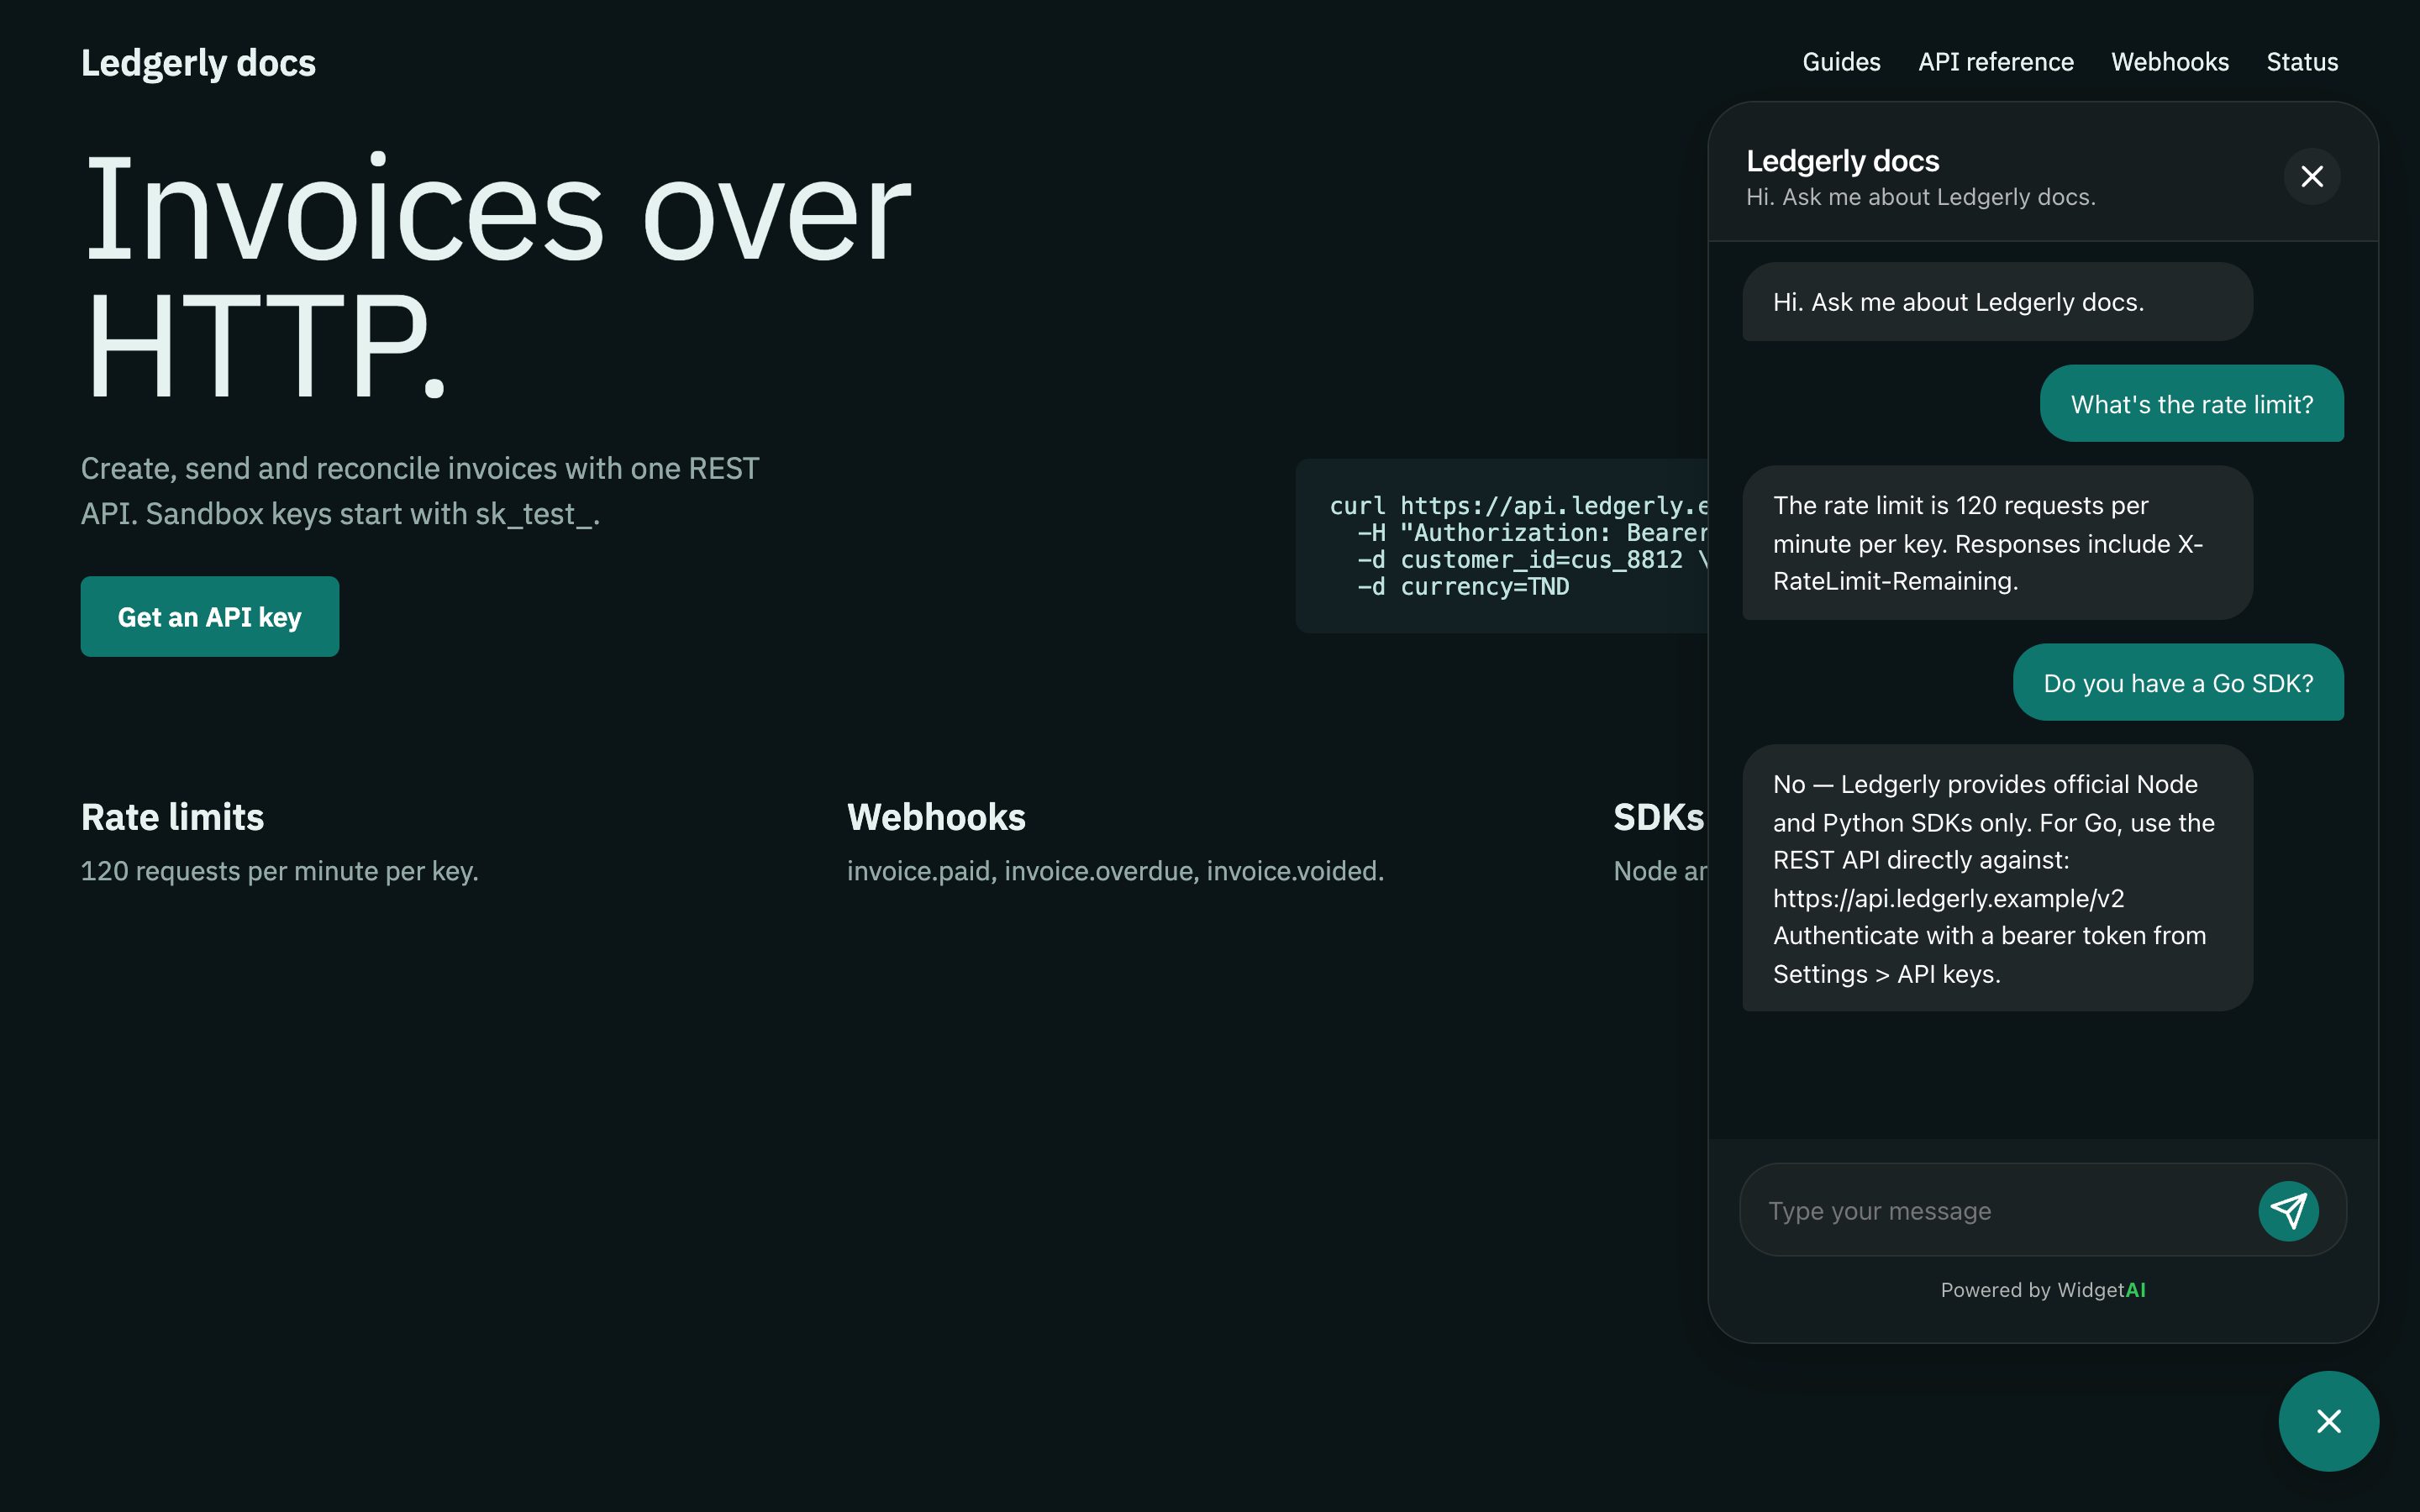 Ledgerly docs
Guides API reference Webhooks Status
Invoices over
HTTP.
Create, send and reconcile invoices with one REST
API. Sandbox keys start with sk_test_.
Get an API key
curl https://api.ledgerly.e
-H "Authorization: Bearer
-d customer_id=cus_8812 \
-d currency=TND
Rate limits
120 requests per minute per key.
Webhooks
invoice.paid, invoice.overdue, invoice.voided.
SDKs
Node
Ledgerly docs
Hi. Ask me about Ledgerly docs.
Hi. Ask me about Ledgerly docs.
What's the rate limit?
The rate limit is 120 requests per
minute per key. Responses include X-
RateLimit-Remaining.
Do you have a Go SDK?
No — Ledgerly provides official Node
and Python SDKs only. For Go, use the
REST API directly against:
https://api.ledgerly.example/v2
Authenticate with a bearer token from
Settings > API keys.
Type your message
Powered by WidgetAI